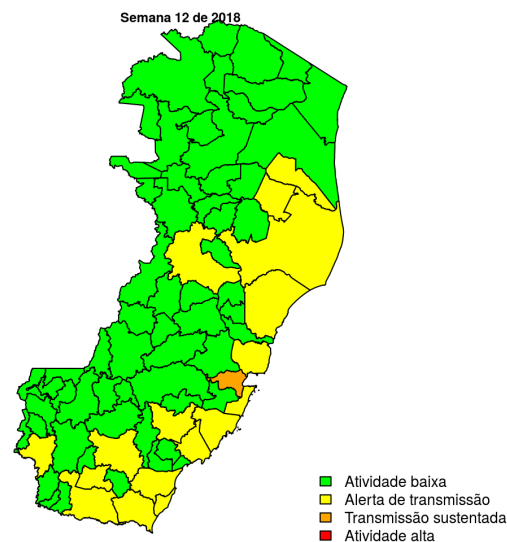 Semana 12 de 2018
Atividade baixa
Alerta de transmissão
Transmissão sustentada
Atividade alta